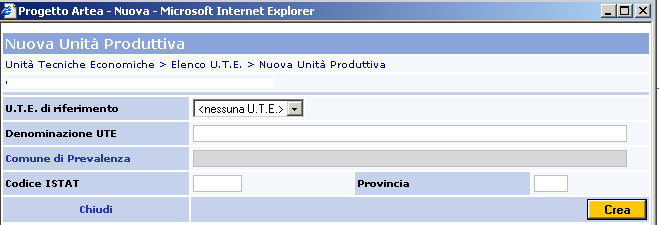 Progetto Artea - Nuova - Microsoft Internet Explorer
Nuova Unità Produttiva
Unità Tecniche Economiche > Elenco U.T.E. > Nuova Unità Produttiva
U.T.E. di riferimento <nessuna U.T.E.>
Denominazione UTE
Comune di Prevalenza
Codice ISTAT Provincia
Chiudi Crea